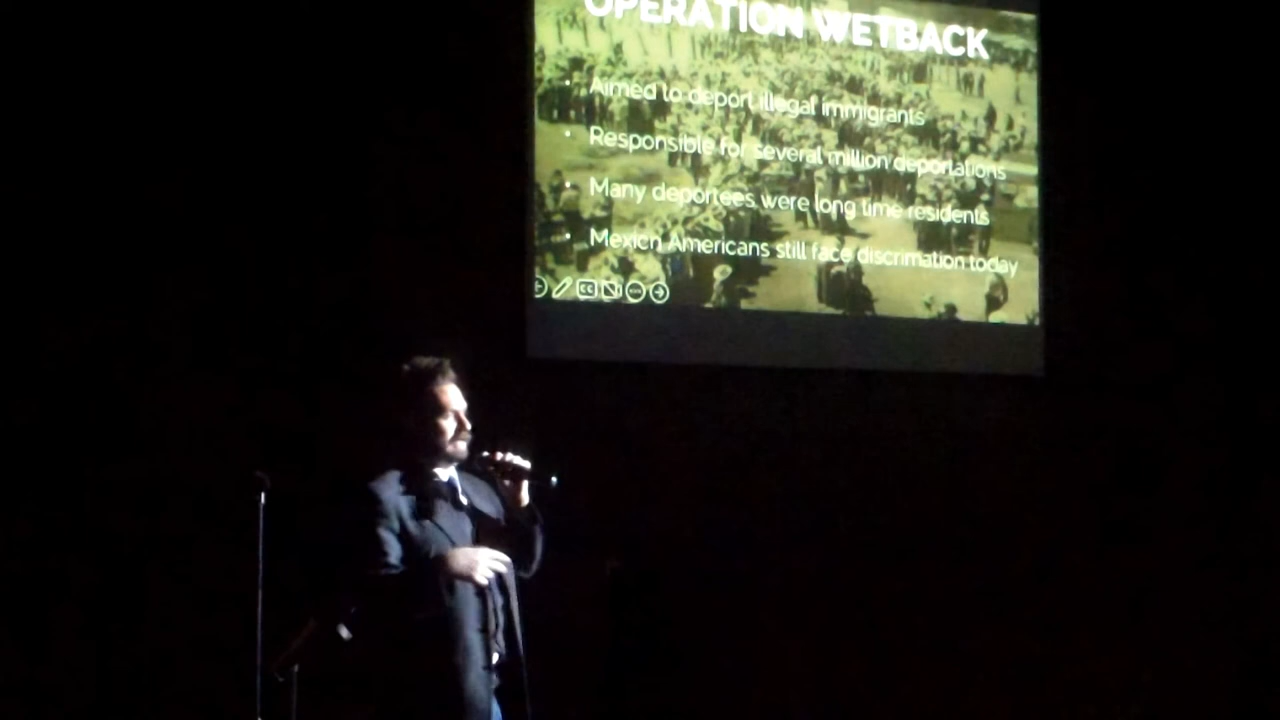 OPERATION WETBACK
• Aimed to deport illegal immigrants
• Responsible for several million deportations
• Many deportees were long time residents
• Mexicn Americans still face discrimation today
CC